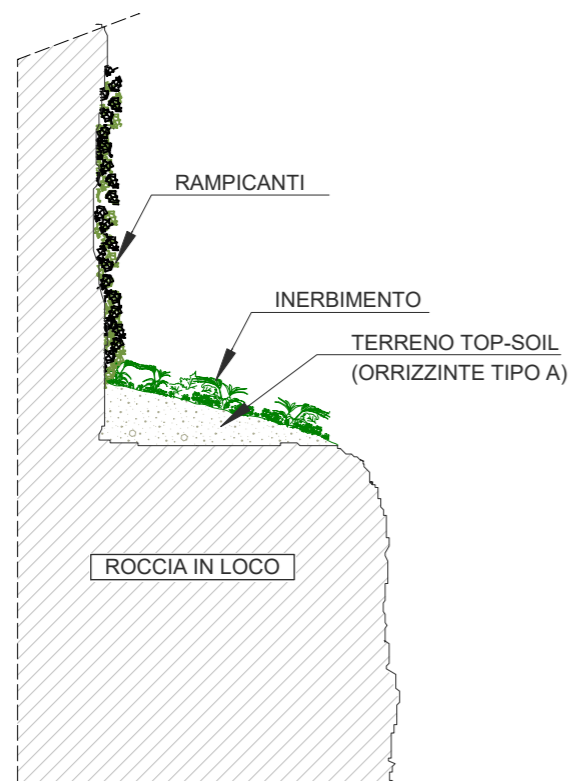 RAMPICANTI
INERBIMENTO
TERRENO TOP-SOIL
(ORRIZZINTE TIPO A)
ROCCIA IN LOCO